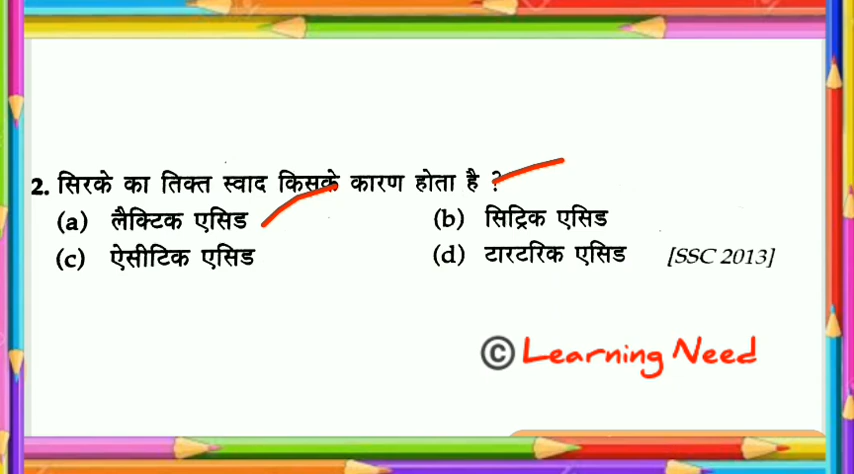 2. सिरके का तिक्त स्वाद किसके कारण होता है ?
(a) लैक्टिक एसिड (b) सिट्रिक एसिड
(c) ऐसीटिक एसिड (d) टारटरिक एसिड [SSC 2013]
© Learning Need